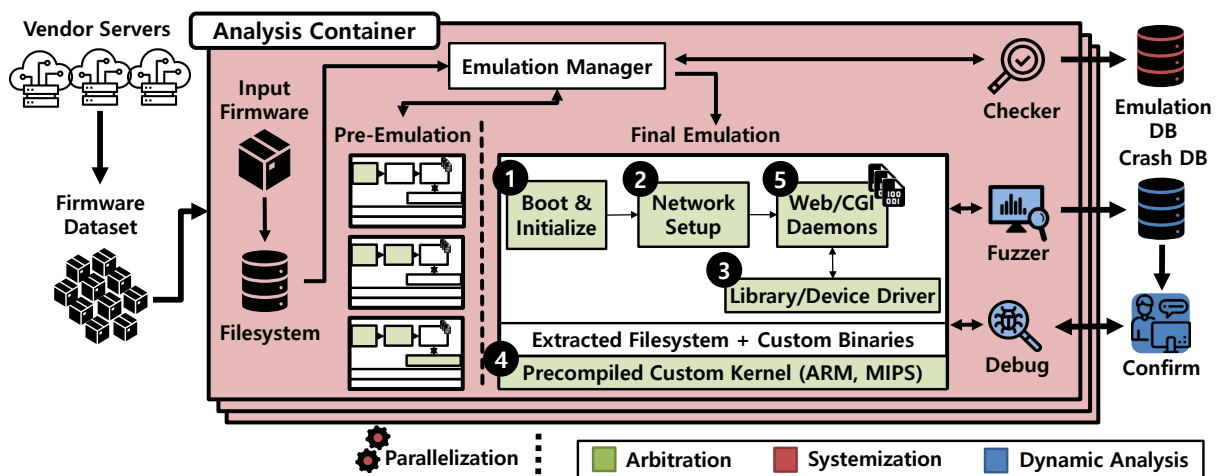 Vendor Servers
Firmware
Dataset
Analysis Container
Input
Firmware
Filesystem
Emulation Manager
Pre-Emulation
Final Emulation
1
Boot &
Initialize
2
Network
Setup
5
Web/CGI
Daemons
100
001
3
Library/Device Driver
Extracted Filesystem + Custom Binaries
4
Precompiled Custom Kernel (ARM, MIPS)
Checker
Fuzzer
Debug
Emulation
DB
Crash DB
Confirm
Parallelization
Arbitration
Systemization
Dynamic Analysis